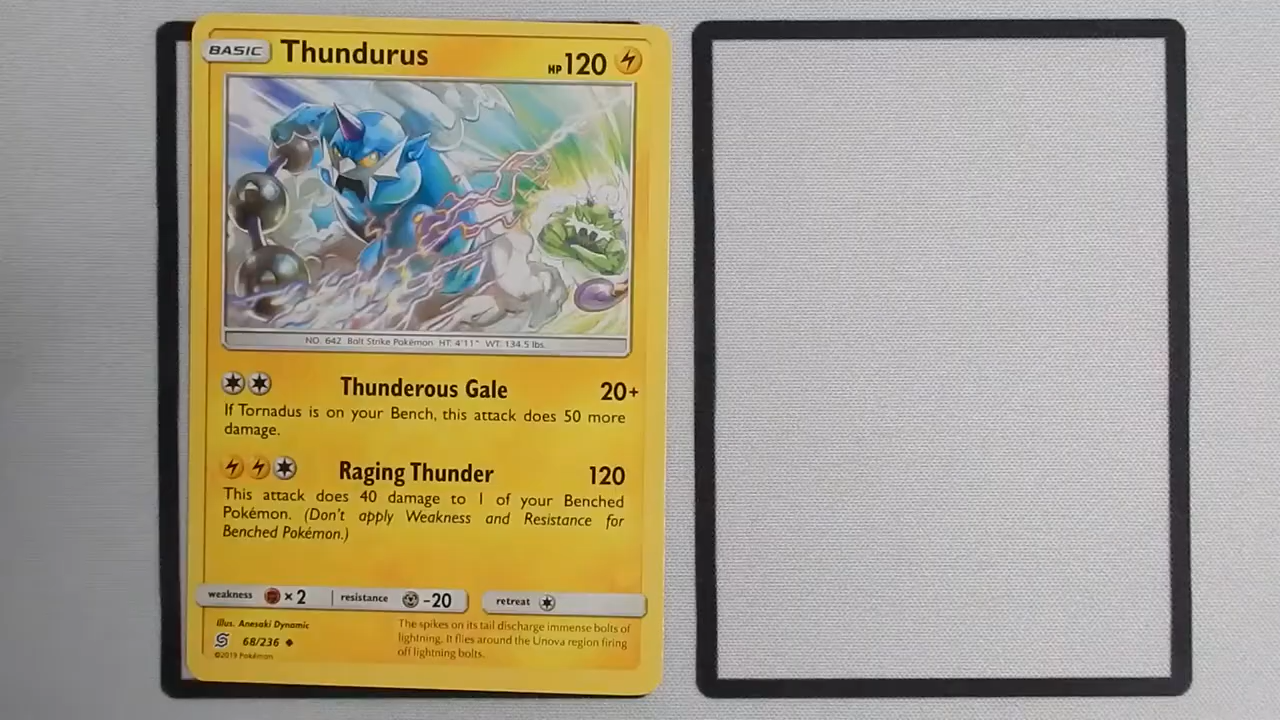 BASIC Thundurus HP 120
NO. 642 Bolt Strike Pokémon HT: 4'11" WT: 134.5 lbs.
Thunderous Gale 20+
If Tornadus is on your Bench, this attack does 50 more
damage.
Raging Thunder 120
This attack does 40 damage to 1 of your Benched
Pokémon. (Don't apply Weakness and Resistance for
Benched Pokémon.)
weakness ×2 resistance -20 retreat
Illus. Anesaki Dynamic
68/236
©2019 Pokémon
The spikes on its tail discharge immense bolts of
lightning. It flies around the Unova region firing
off lightning bolts.